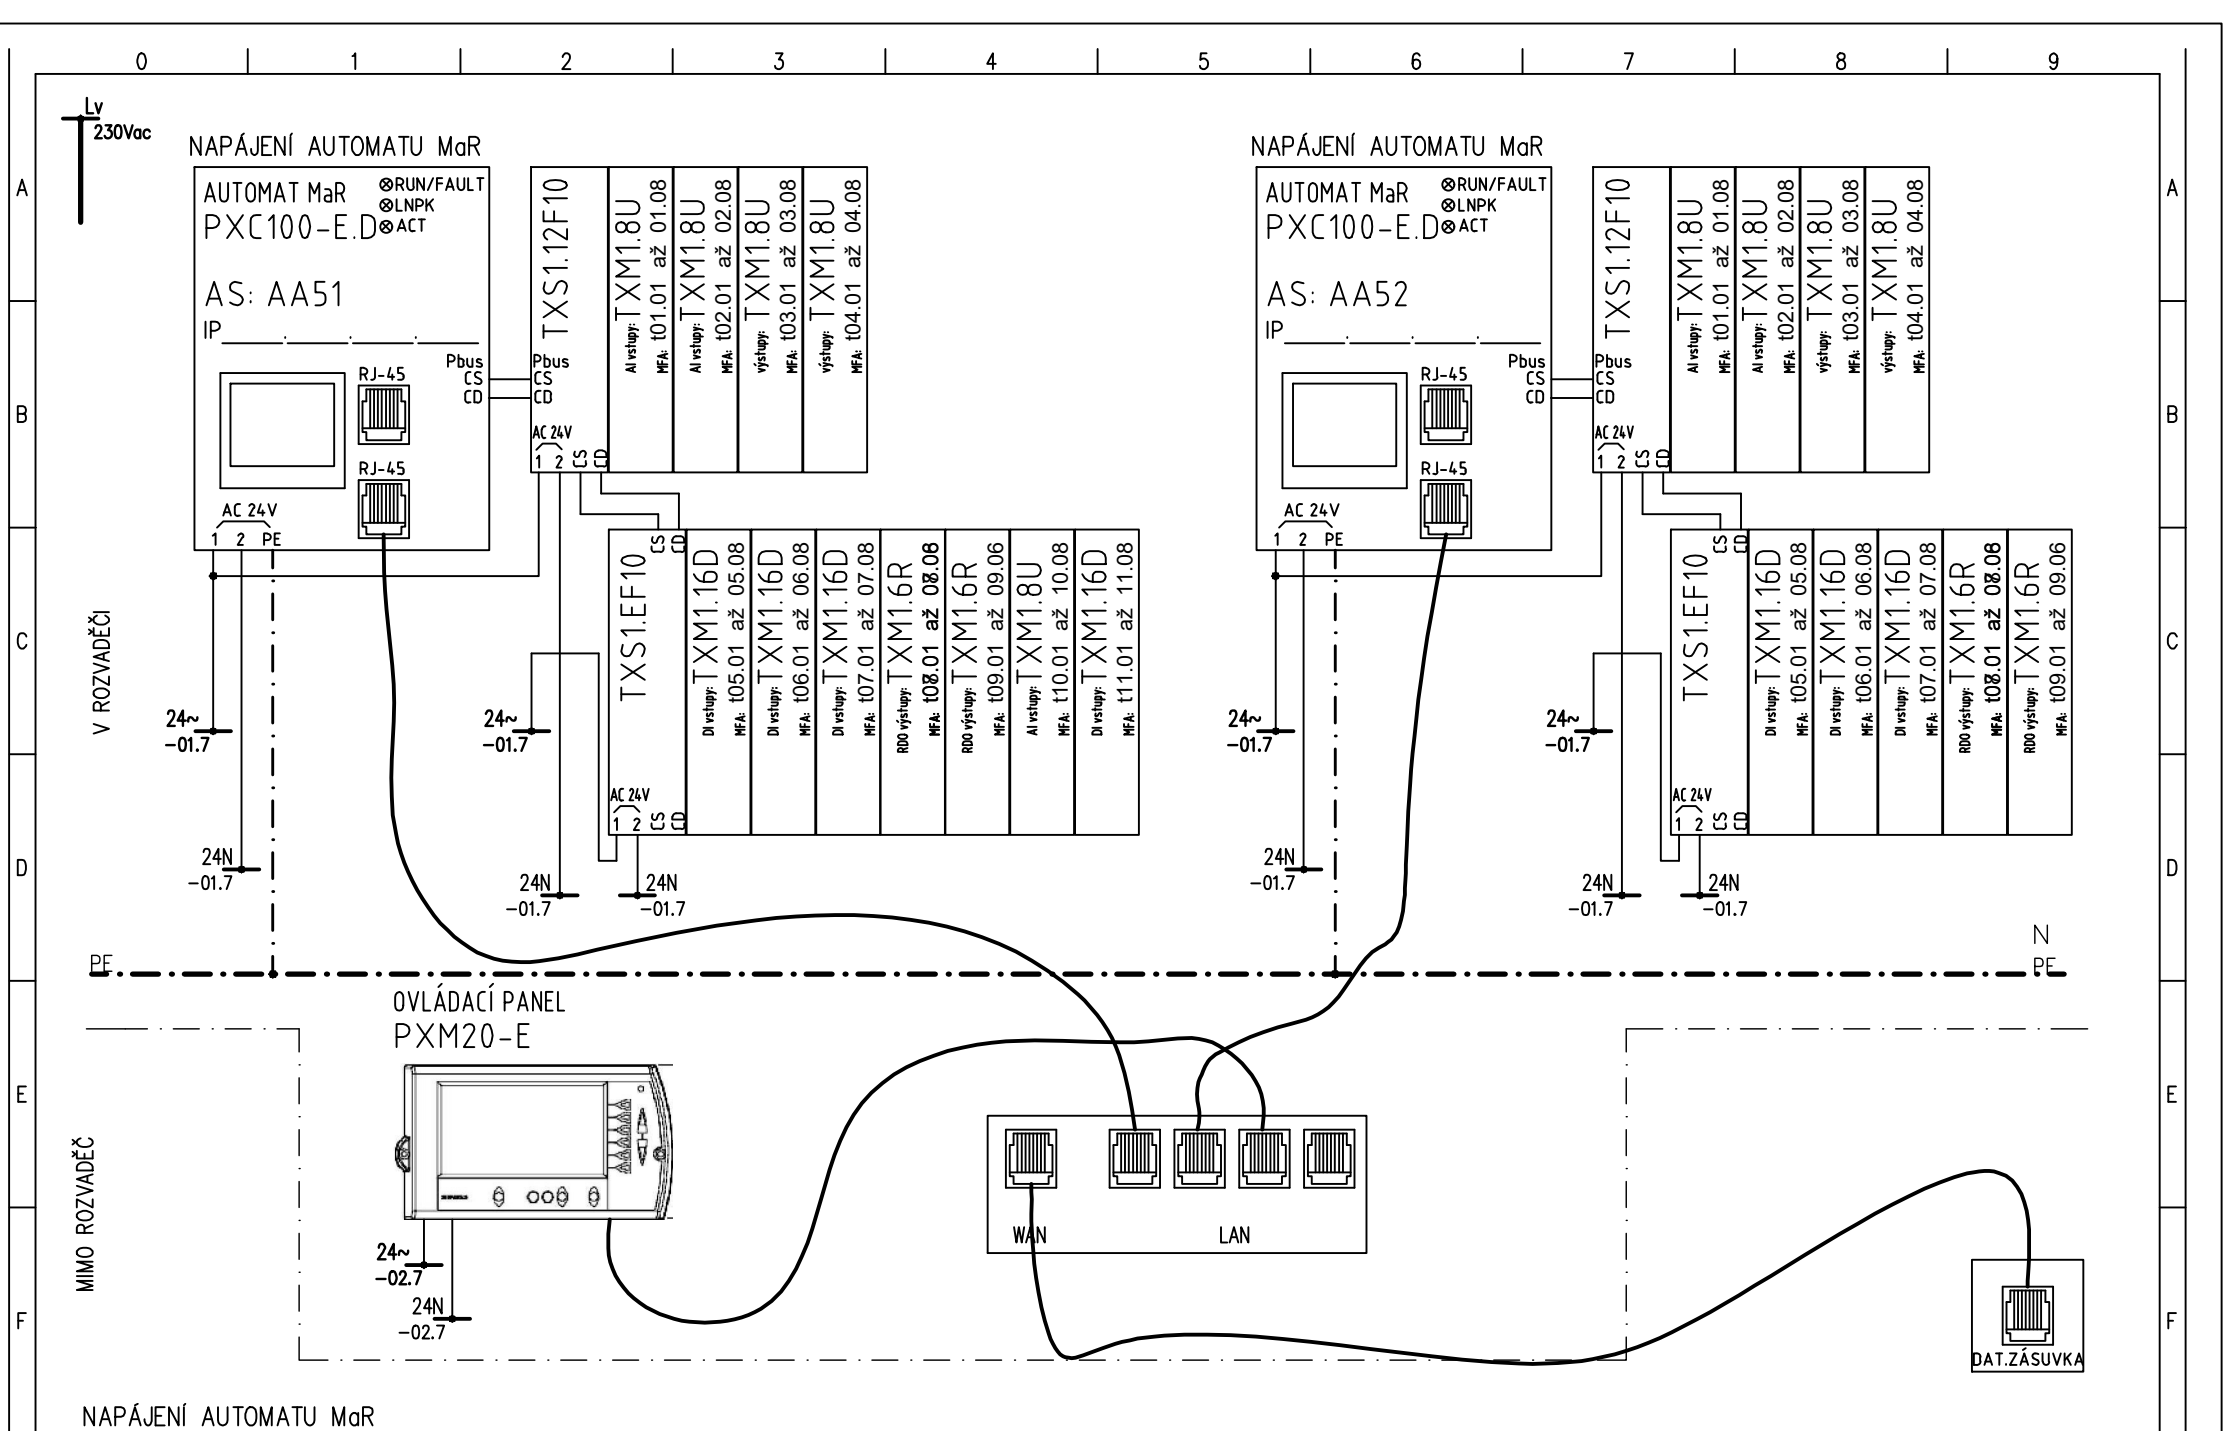 0 1 2 3 4 5 6 7 8 9
Lv
230Vac
NAPÁJENÍ AUTOMATU MaR
AUTOMAT MaR
PXC100-E.D
RUN/FAULT
LNPK
ACT
AS: AA51
IP
Pbus
CS
CD
RJ-45
RJ-45
AC 24V
1 2 PE
TXS1.12F10
Pbus
CS
CD
AC 24V
1 2 CS CD
AI vstupy: TXM1.8U
MFA: t01.01 až 01.08
AI vstupy: TXM1.8U
MFA: t02.01 až 02.08
výstupy: TXM1.8U
MFA: t03.01 až 03.08
výstupy: TXM1.8U
MFA: t04.01 až 04.08
CS CD
TXS1.EF10
AC 24V
1 2 CS CD
DI vstupy: TXM1.16D
MFA: t05.01 až 05.08
DI vstupy: TXM1.16D
MFA: t06.01 až 06.08
DI vstupy: TXM1.16D
MFA: t07.01 až 07.08
RDO výstupy: TXM1.6R
MFA: až
RDO výstupy: TXM1.6R
MFA: t09.01 až 09.06
AI vstupy: TXM1.8U
MFA: t10.01 až 10.08
DI vstupy: TXM1.16D
MFA: t11.01 až 11.08
24~
-01.7
24N
-01.7
24~
-01.7
24N
-01.7
24N
-01.7
NAPÁJENÍ AUTOMATU MaR
AUTOMAT MaR
PXC100-E.D
RUN/FAULT
LNPK
ACT
AS: AA52
IP
Pbus
CS
CD
RJ-45
RJ-45
AC 24V
1 2 PE
TXS1.12F10
Pbus
CS
CD
AC 24V
1 2 CS CD
AI vstupy: TXM1.8U
MFA: t01.01 až 01.08
AI vstupy: TXM1.8U
MFA: t02.01 až 02.08
výstupy: TXM1.8U
MFA: t03.01 až 03.08
výstupy: TXM1.8U
MFA: t04.01 až 04.08
CS CD
TXS1.EF10
AC 24V
1 2 CS CD
DI vstupy: TXM1.16D
MFA: t05.01 až 05.08
DI vstupy: TXM1.16D
MFA: t06.01 až 06.08
DI vstupy: TXM1.16D
MFA: t07.01 až 07.08
RDO výstupy: TXM1.6R
MFA: až
RDO výstupy: TXM1.6R
MFA: t09.01 až 09.06
24~
-01.7
24N
-01.7
24~
-01.7
24N
-01.7
24N
-01.7
A A
B B
C C
D D
E E
F F
V ROZVADĚČI
PE
N
PE
OVLÁDACÍ PANEL
PXM20-E
MIMO ROZVADĚČ
24~
-02.7
24N
-02.7
WAN
LAN
DAT.ZÁSUVKA
NAPÁJENÍ AUTOMATU MaR